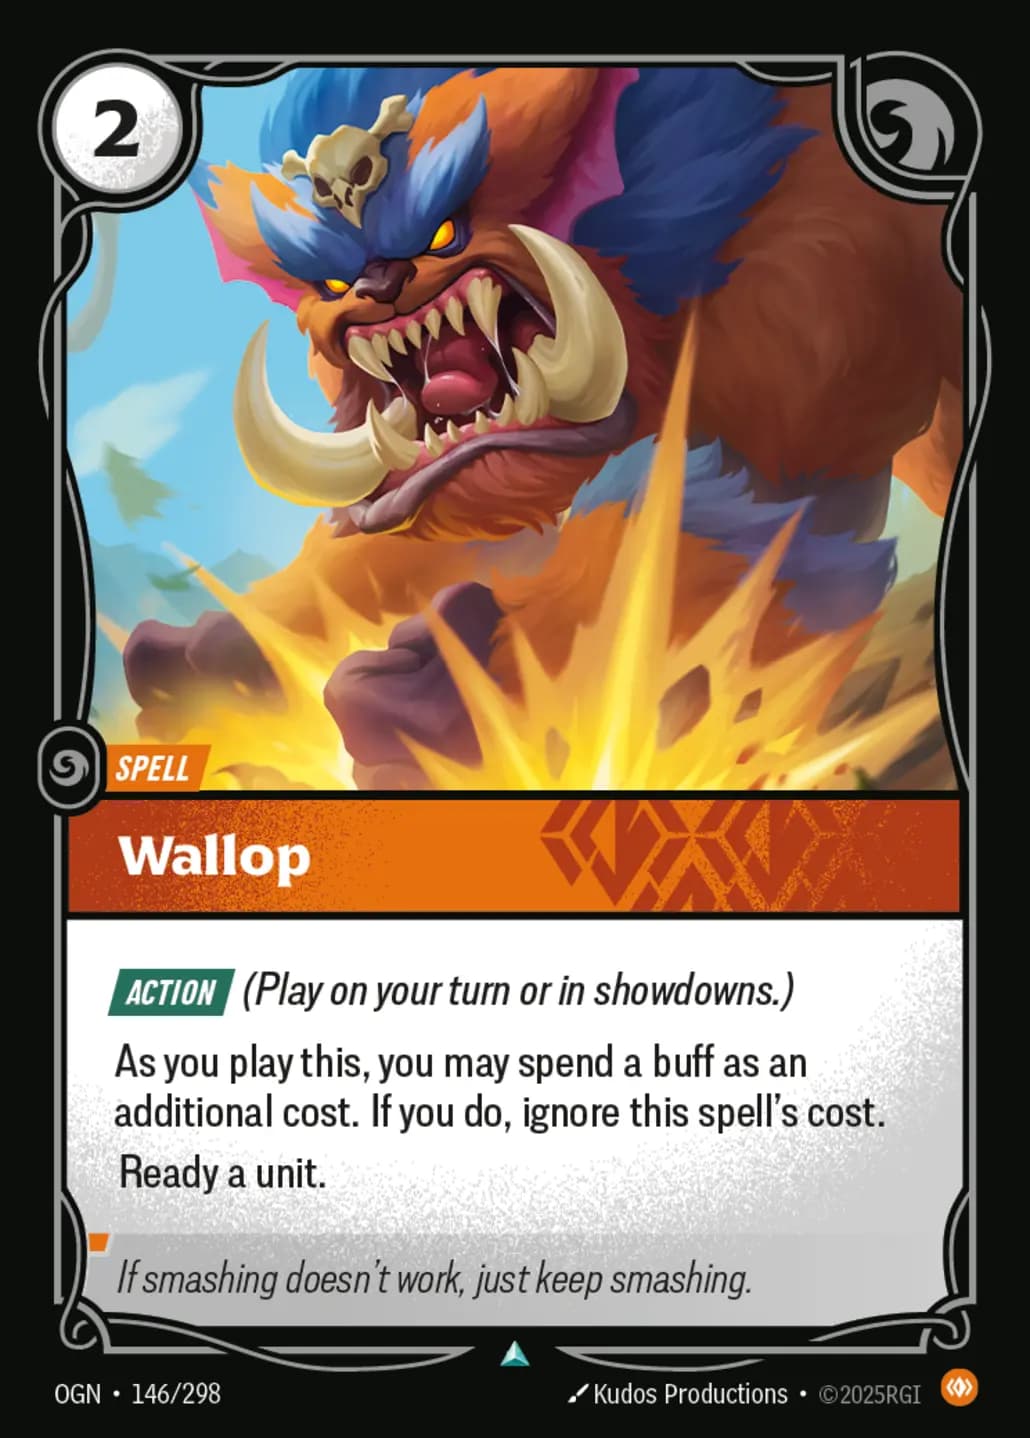 2
SPELL
Wallop
ACTION (Play on your turn or in showdowns.)
As you play this, you may spend a buff as an
additional cost. If you do, ignore this spell's cost.
Ready a unit.
If smashing doesn't work, just keep smashing.
OGN • 146/298
Kudos Productions • ©2025RGI